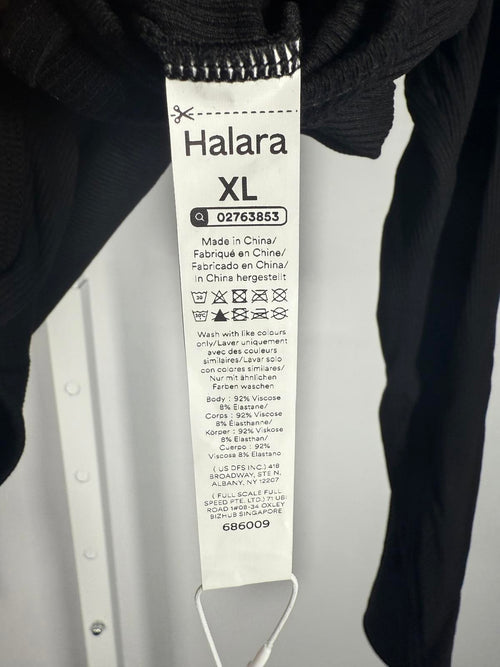 Halara
XL
02763853
Made in China/
Fabriqué en Chine/
Fabricado en China/
In China hergestellt
30
30°C
Wash with like colours
only/Laver uniquement
avec des couleurs
similaires/Lavar solo
con colores similares/
Nur mit ähnlichen
Farben waschen
Body : 92% Viscose
8% Elastane/
Corps : 92% Viscose
8% Élasthanne/
Körper : 92% Viskose
8% Elasthan/
Cuerpo : 92%
Viscosa 8% Elastano
( US DFS INC.) 418
BROADWAY, STE N,
ALBANY, NY 12207
( FULL SCALE FULL
SPEED PTE. LTD.) 71 UBI
ROAD 1#08-34 OXLEY
BIZHUB SINGAPORE
686009